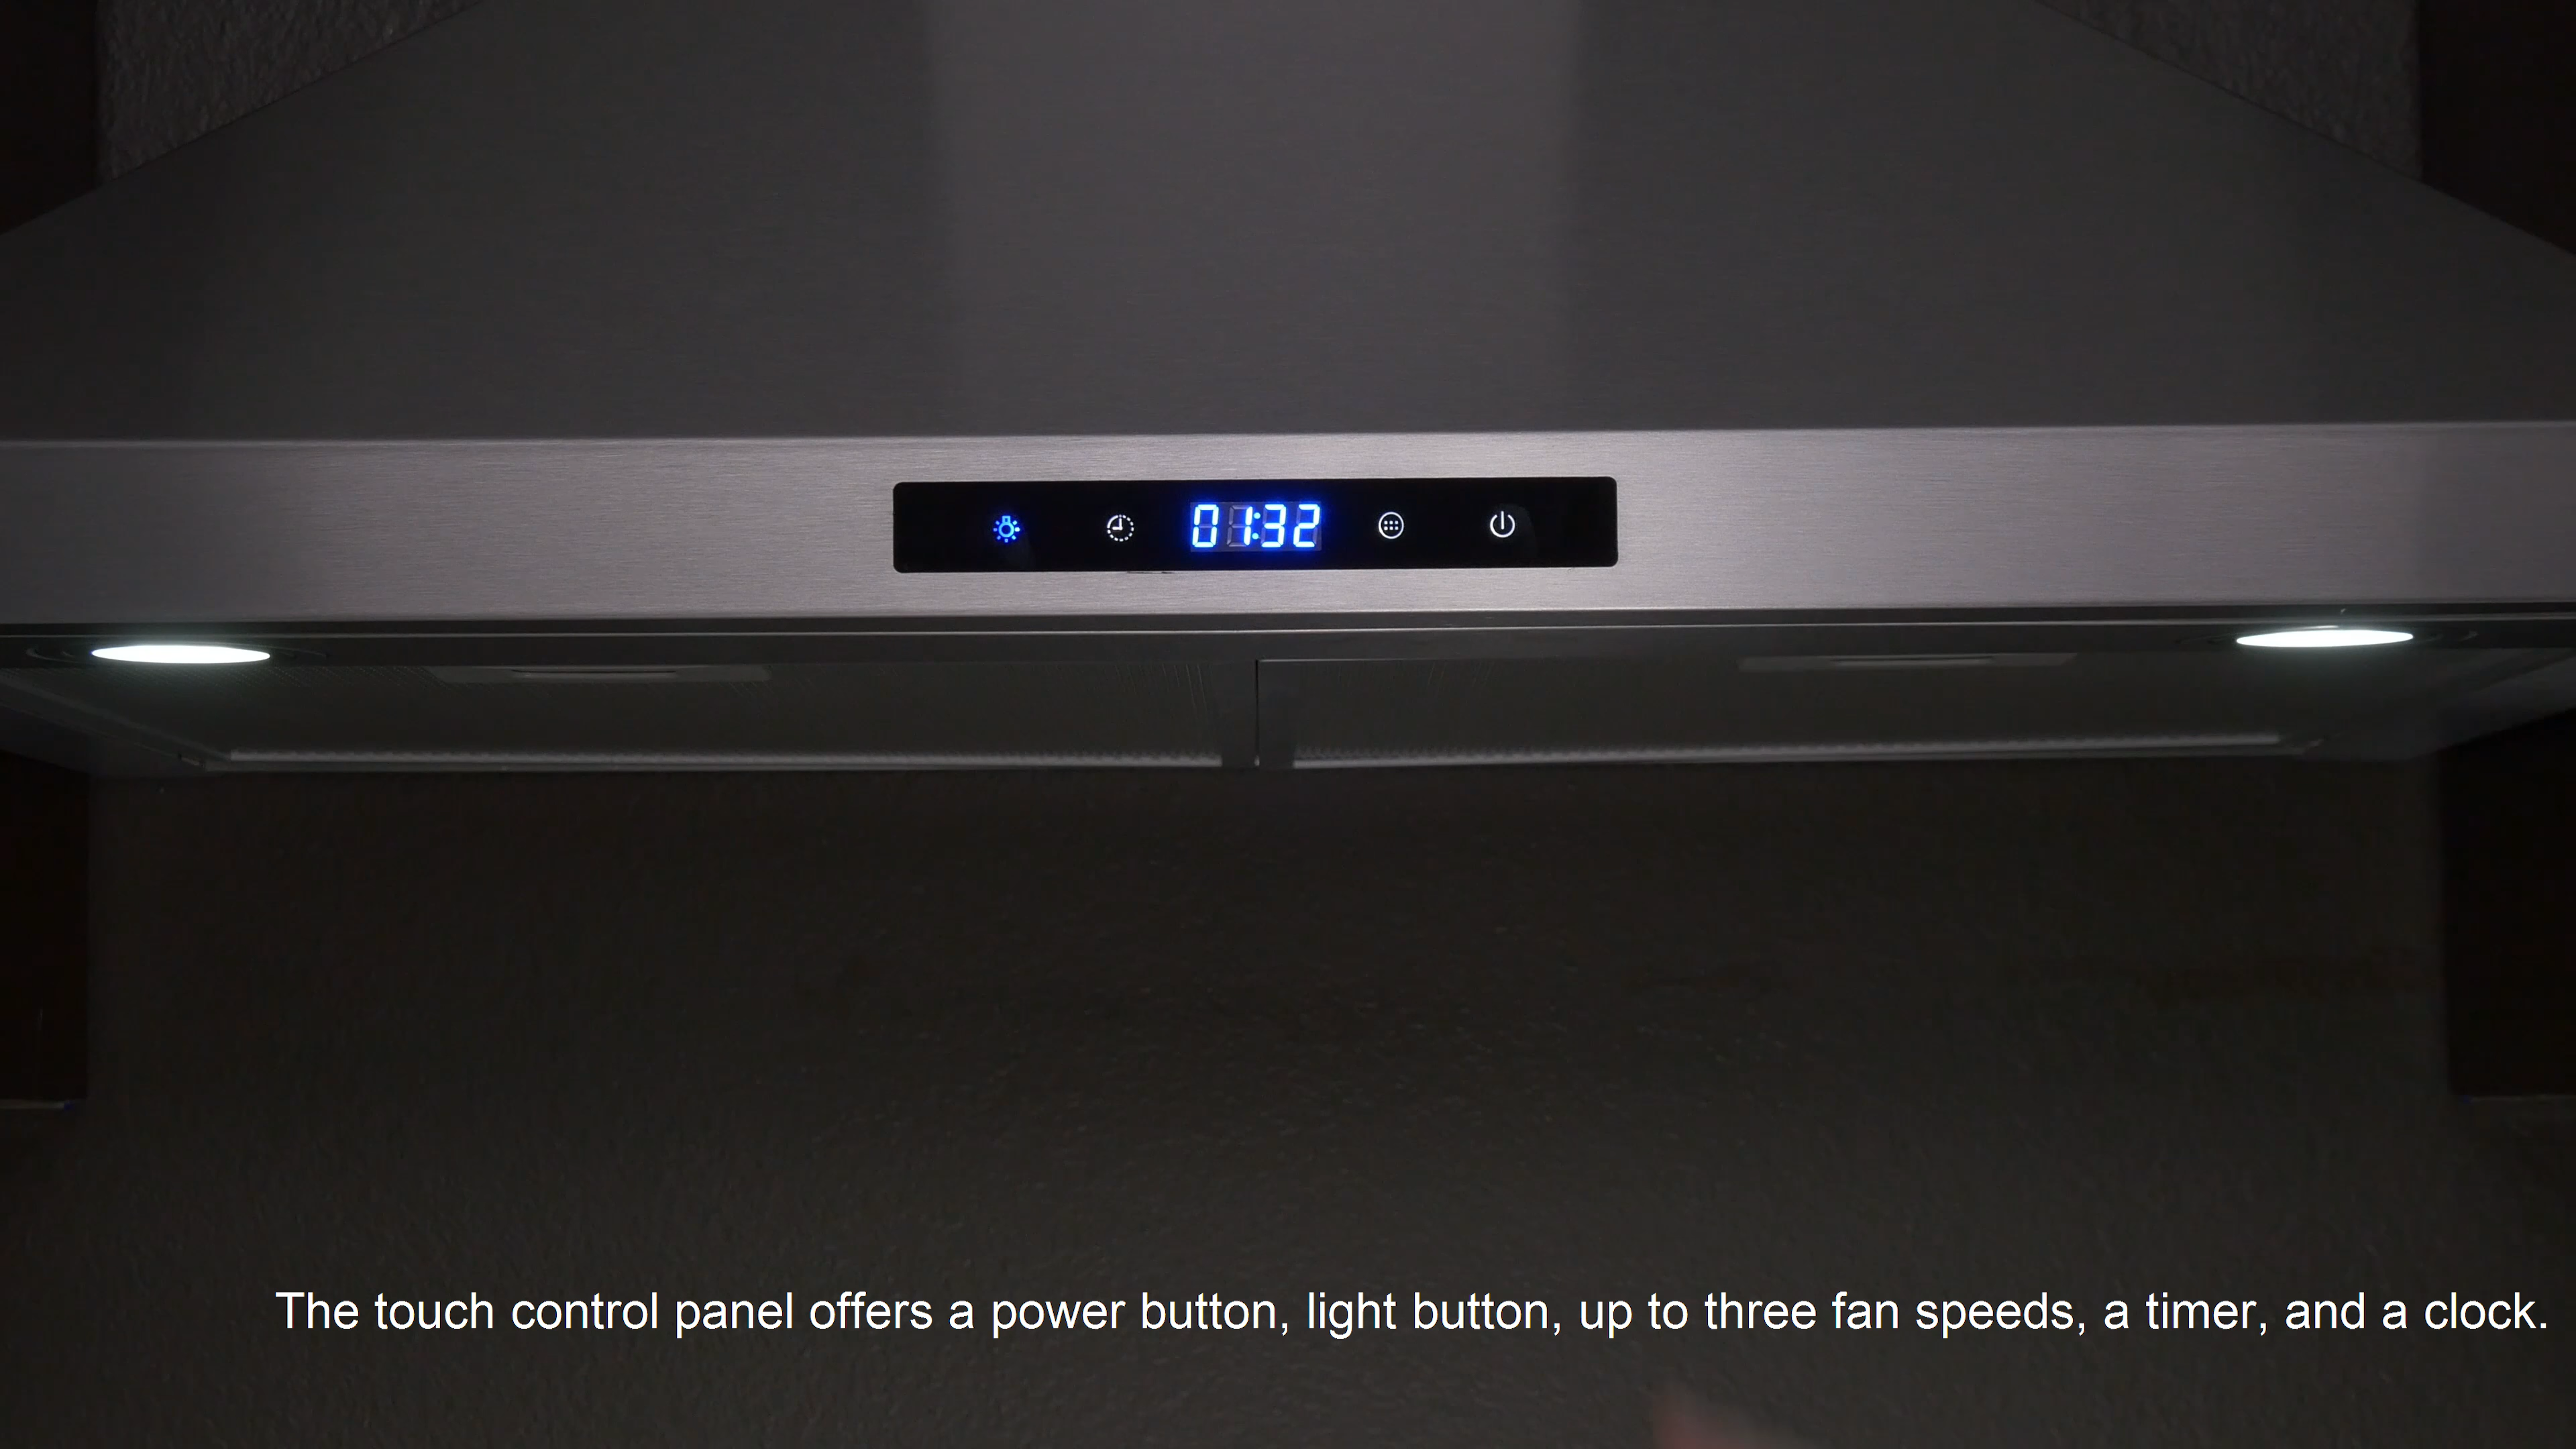 01:32
The touch control panel offers a power button, light button, up to three fan speeds, a timer, and a clock.